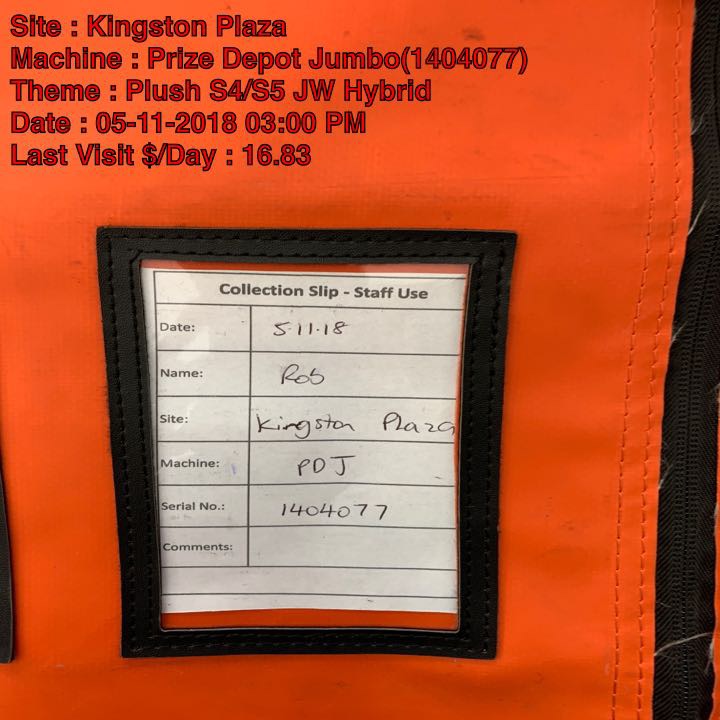 Site : Kingston Plaza
Machine : Prize Depot Jumbo(1404077)
Theme : Plush S4/S5 JW Hybrid
Date : 05-11-2018 03:00 PM
Last Visit $/Day : 16.83
Collection Slip - Staff Use
Date: 5.11.18
Name: Rob
Site: Kingston Plaza
Machine: PDJ
Serial No.: 1404077
Comments: